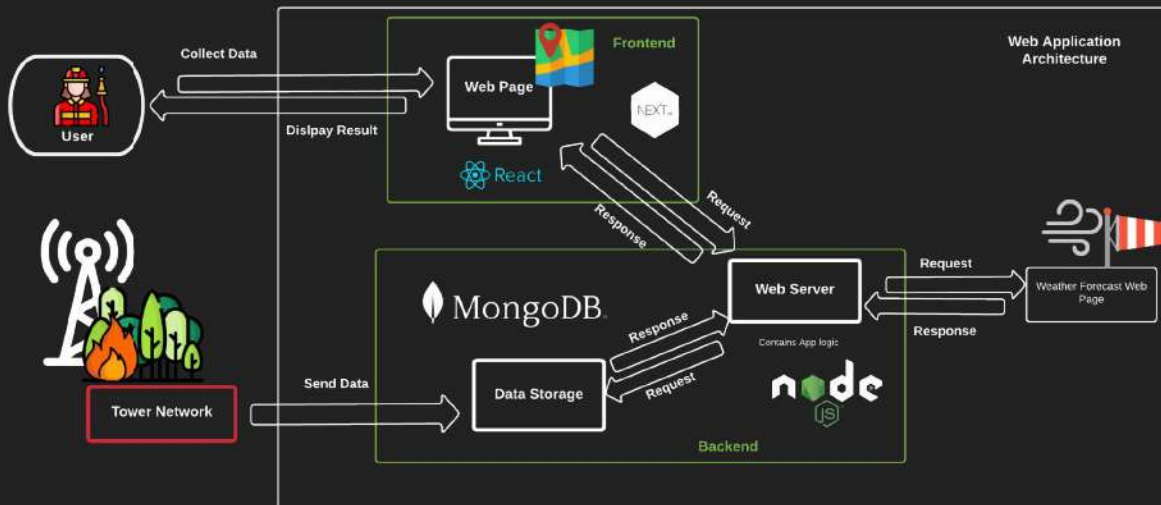 Web Application
Architecture
Frontend
Collect Data
Web Page
User
Dislpay Result
NEXT.JS
React
Request
Response
Request
Weather Forecast Web
Page
Response
Web Server
Contains App logic
MongoDB.
Response
Request
node
JS
Data Storage
Send Data
Tower Network
Backend